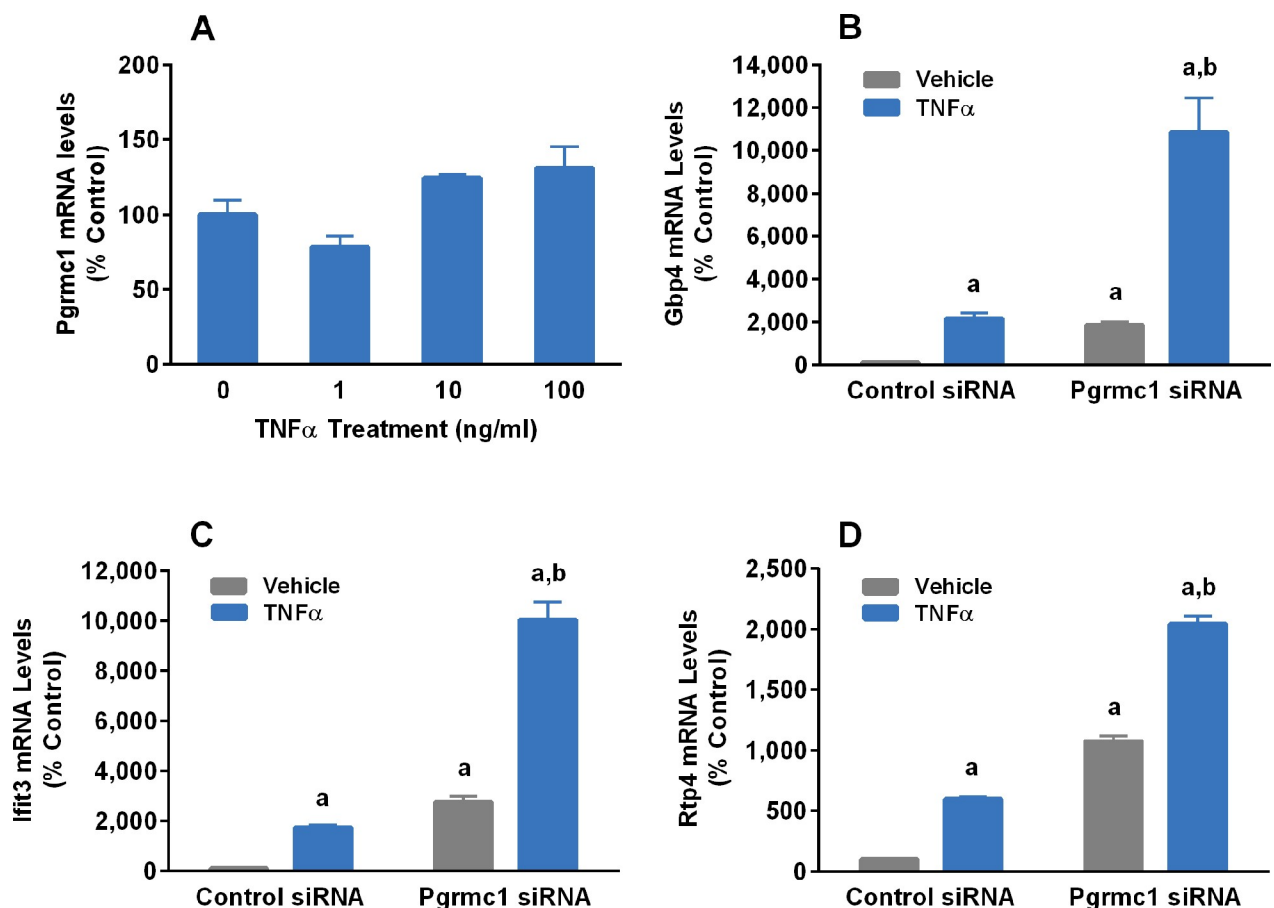 A
Pgrmc1 mRNA levels
(% Control)
200
150
100
50
0
0 1 10 100
TNFα Treatment (ng/ml)
B
Gbp4 mRNA Levels
(% Control)
14,000
12,000
10,000
8,000
6,000
4,000
2,000
0
Vehicle
TNFα
a
a
a,b
Control siRNA Pgrmc1 siRNA
C
Ifit3 mRNA Levels
(% Control)
12,000
10,000
8,000
6,000
4,000
2,000
0
Vehicle
TNFα
a
a
a,b
Control siRNA Pgrmc1 siRNA
D
Rtp4 mRNA Levels
(% Control)
2,500
2,000
1,500
1,000
500
0
Vehicle
TNFα
a
a
a,b
Control siRNA Pgrmc1 siRNA